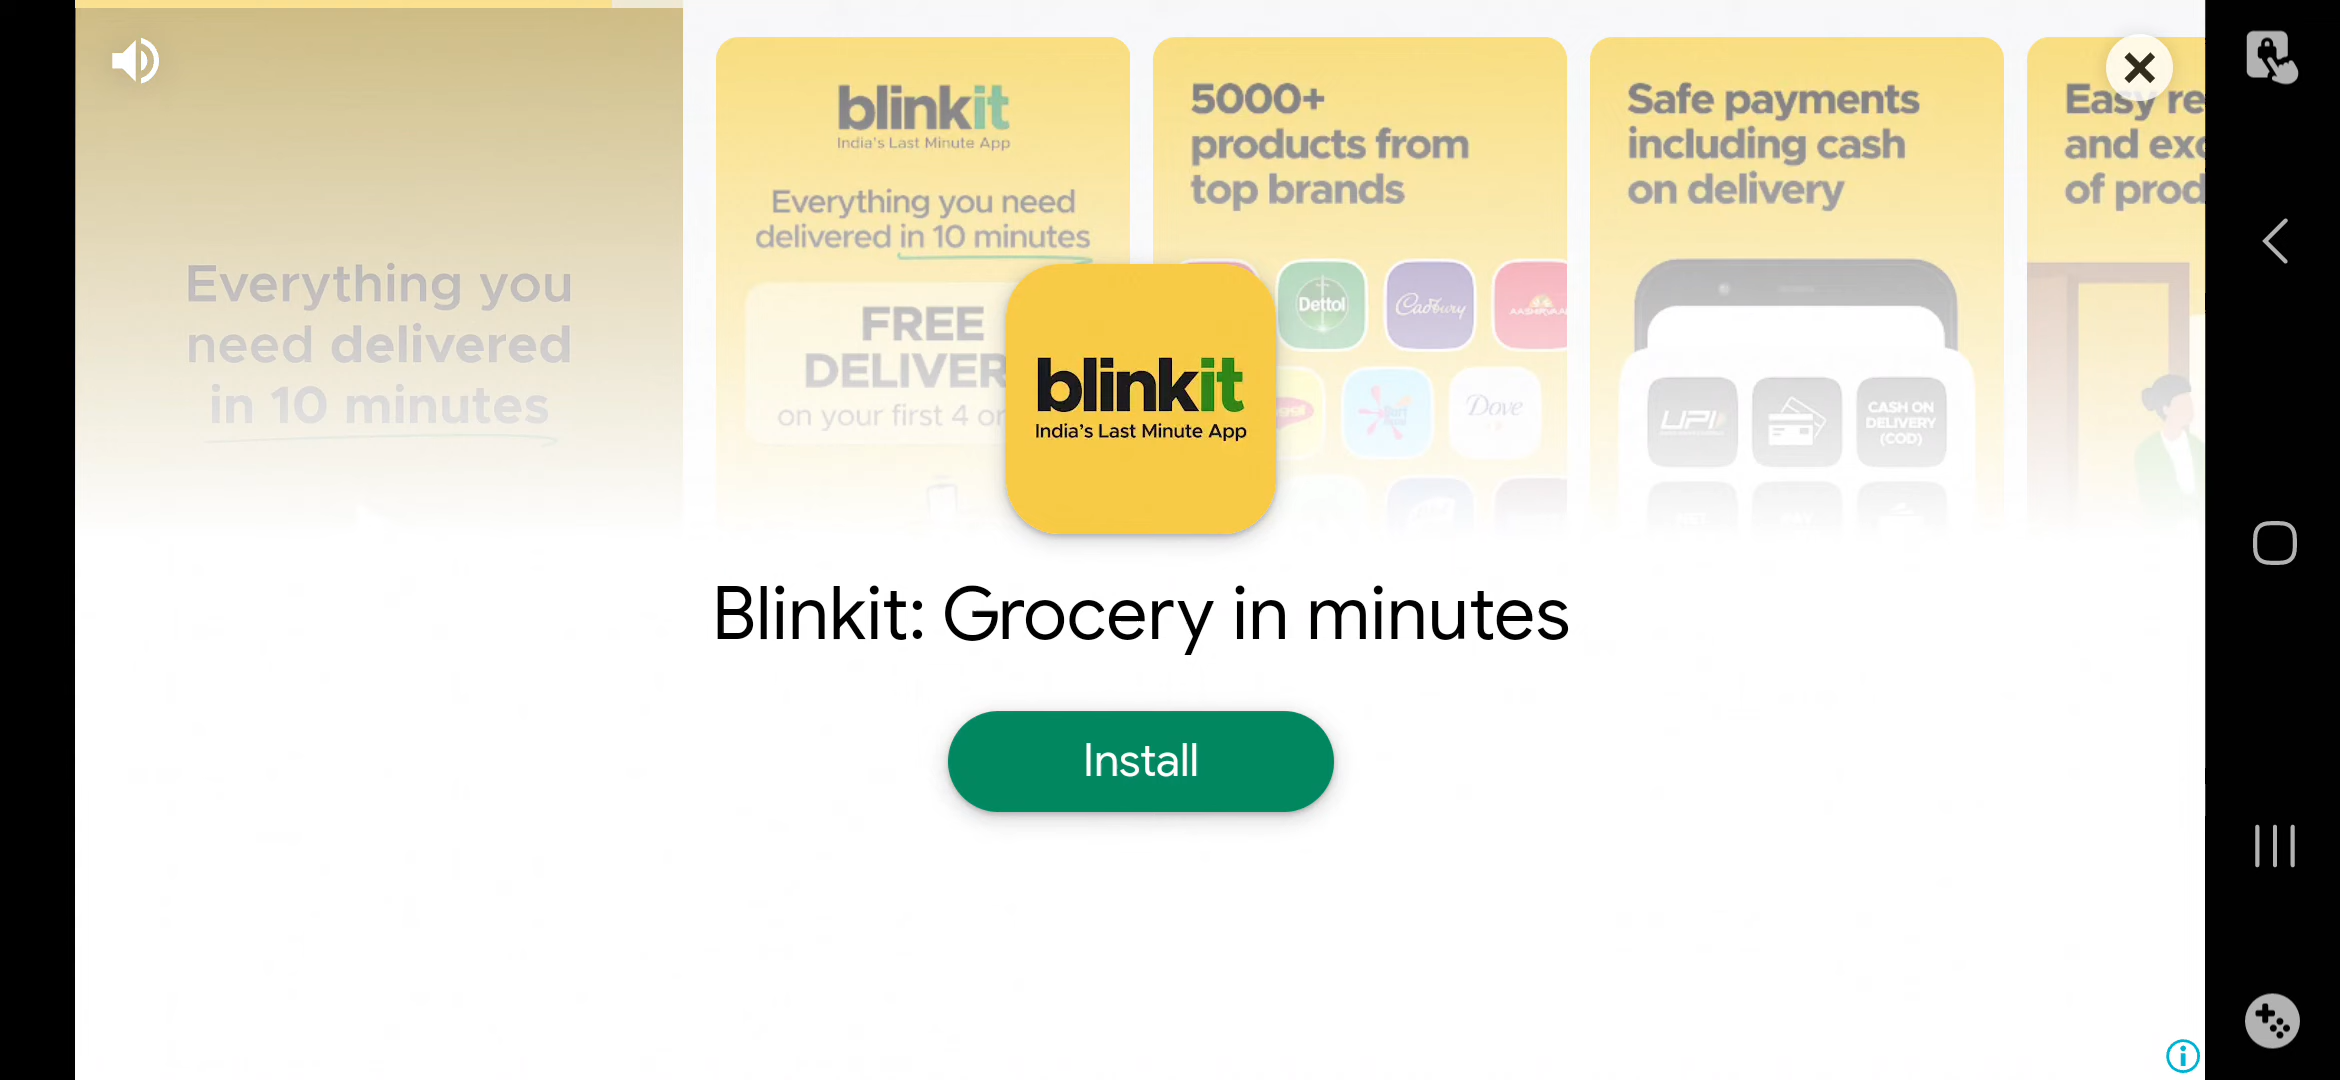 Everything you
need delivered
in 10 minutes
blinkit
India's Last Minute App
Everything you need
delivered in 10 minutes
FREE
on your first 4
5000+
products from
top brands
Dettol
Cadbury
Dove
Safe payments
including cash
on delivery
UPI
CASH ON
DELIVERY
(COD)
Easy
of
blinkit
India's Last Minute App
Blinkit: Grocery in minutes
Install